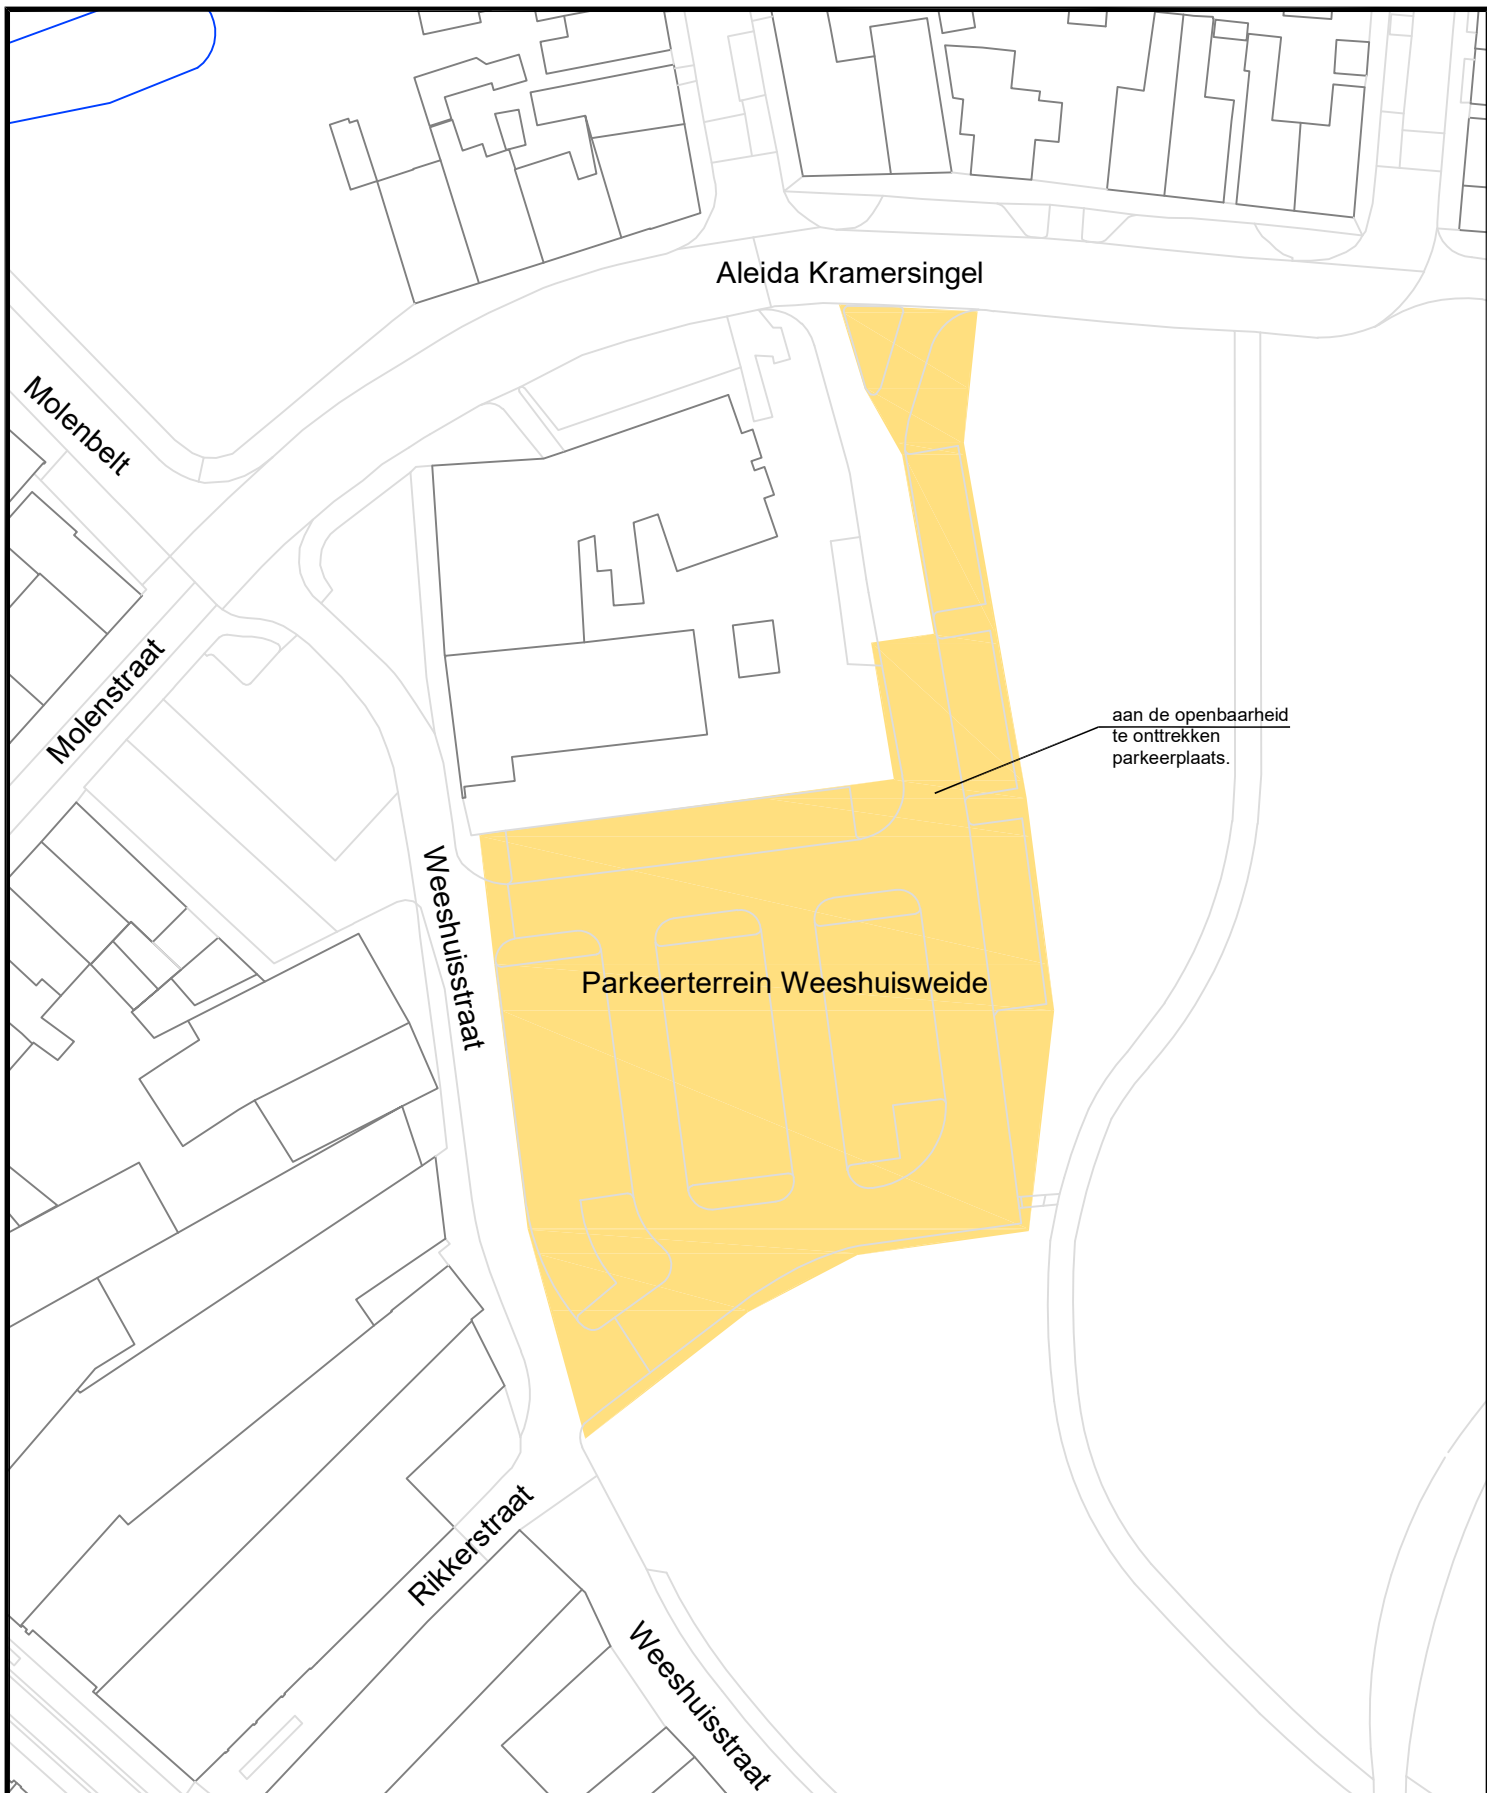 Aleida Kramersingel
Molenbelt
Molenstraat
aan de openbaarheid
te onttrekken
parkeerplaats.
Weeshuisstraat
Parkeerterrein Weeshuisweide
Rikkerstraat
Weeshuisstraat